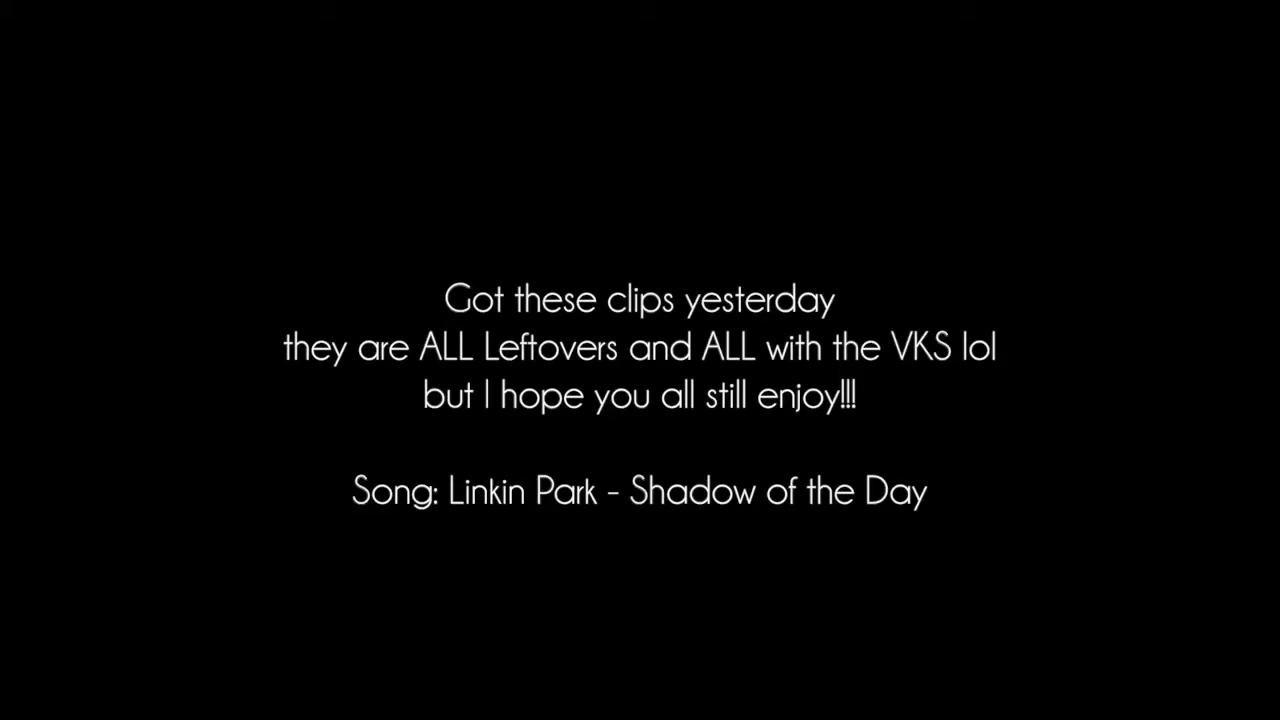 Got these clips yesterday
they are ALL Leftovers and ALL with the VKS lol
but I hope you all still enjoy!!!
Song: Linkin Park - Shadow of the Day